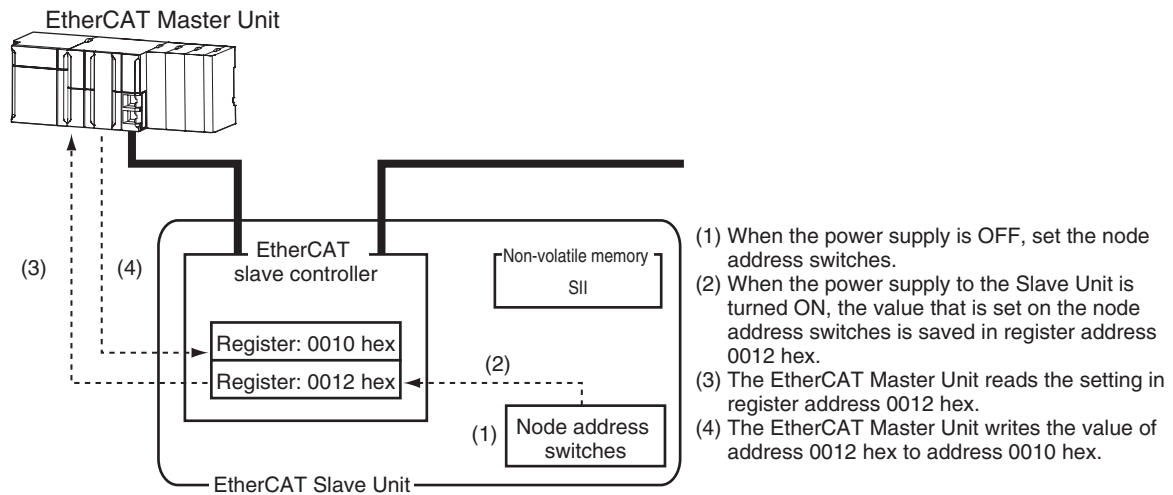 EtherCAT Master Unit
(3)
(4)
EtherCAT
slave controller
Non-volatile memory
SII
Register: 0010 hex
Register: 0012 hex
(2)
(1)
Node address
switches
EtherCAT Slave Unit
(1) When the power supply is OFF, set the node
address switches.
(2) When the power supply to the Slave Unit is
turned ON, the value that is set on the node
address switches is saved in register address
0012 hex.
(3) The EtherCAT Master Unit reads the setting in
register address 0012 hex.
(4) The EtherCAT Master Unit writes the value of
address 0012 hex to address 0010 hex.